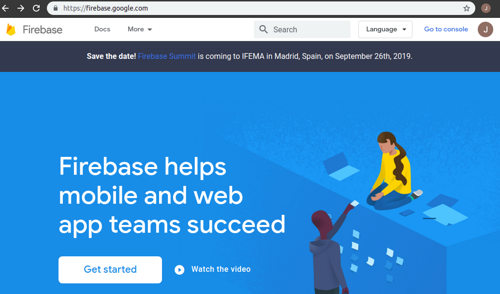 https://firebase.google.com
J
Firebase
Docs
More
Search
Language
Go to console
J
Save the date! Firebase Summit is coming to IFEMA in Madrid, Spain, on September 26th, 2019.
Firebase helps
mobile and web
app teams succeed
Get started
Watch the video